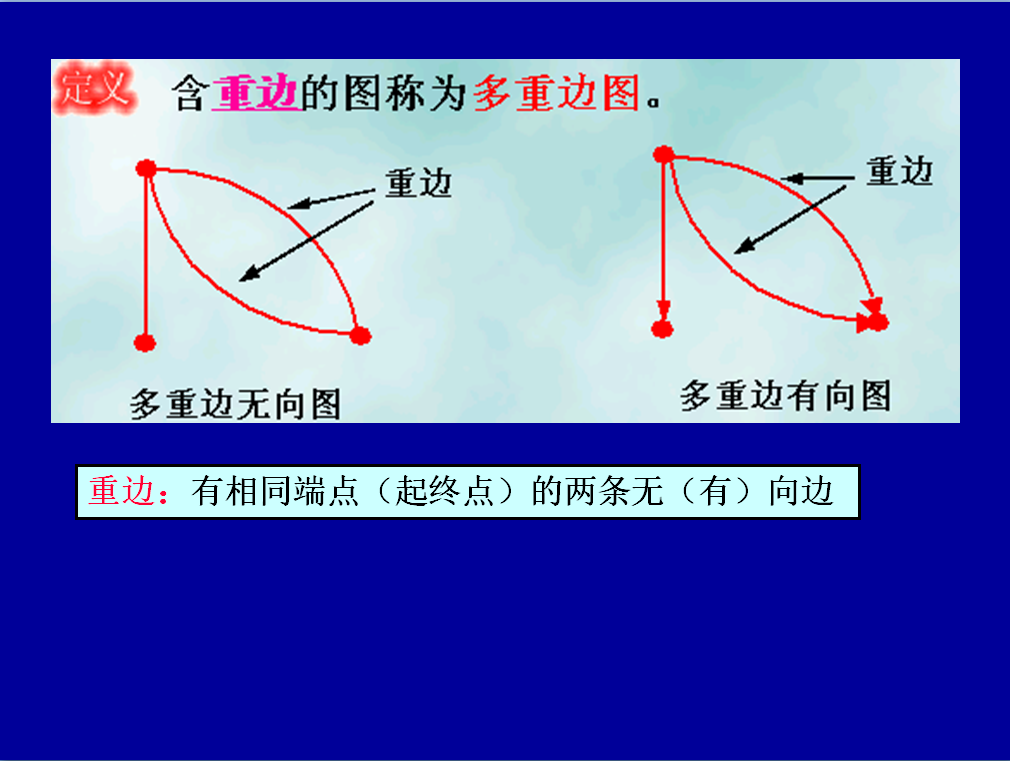 定义 含重边的图称为多重边图。
重边
重边
多重边无向图
多重边有向图
重边：有相同端点（起终点）的两条无（有）向边